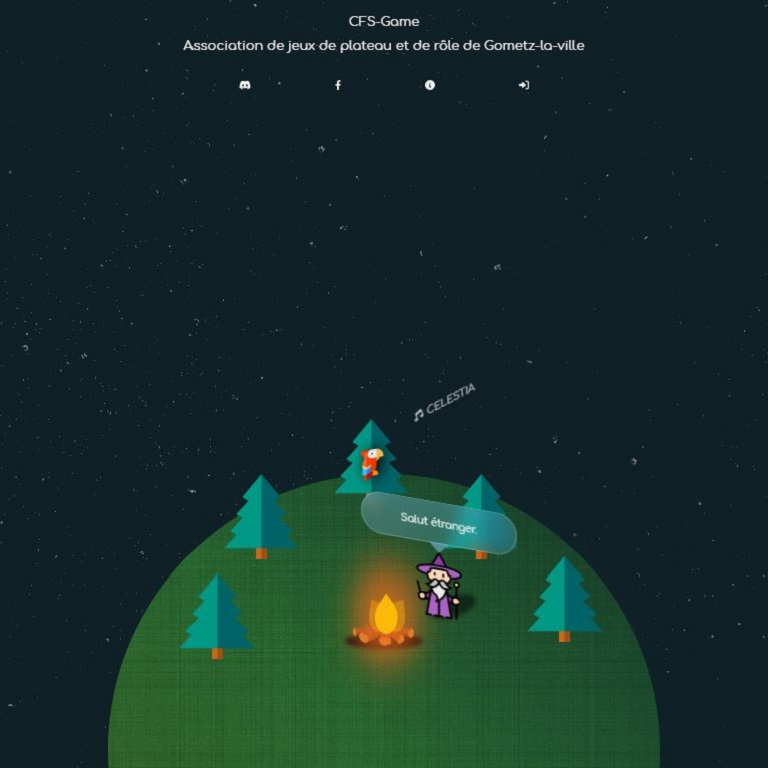 CFS-Game
Association de jeux de plateau et de rôle de Gometz-la-ville
CELESTIA
Salut étranger.